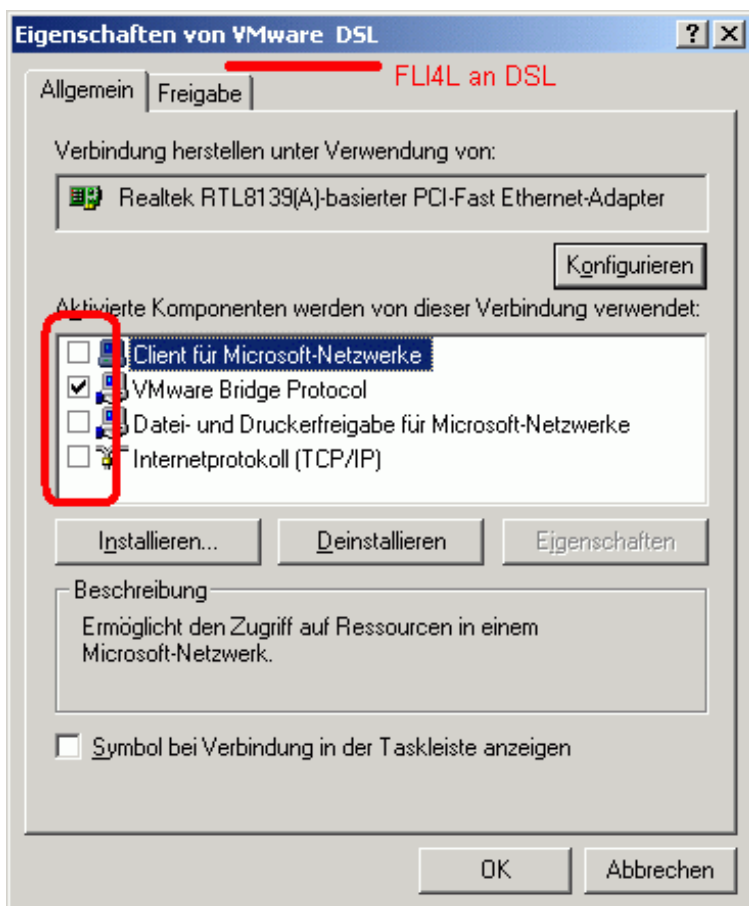 Eigenschaften von VMware DSL
FLI4L an DSL
Allgemein
Freigabe
Verbindung herstellen unter Verwendung von:
Realtek RTL8139(A)-basierter PCI-Fast Ethernet-Adapter
Konfigurieren
Aktivierte Komponenten werden von dieser Verbindung verwendet:
Client für Microsoft-Netzwerke
VMware Bridge Protocol
Datei- und Druckerfreigabe für Microsoft-Netzwerke
Internetprotokoll (TCP/IP)
Installieren...
Deinstallieren
Eigenschaften
Beschreibung
Ermöglicht den Zugriff auf Ressourcen in einem
Microsoft-Netzwerk.
Symbol bei Verbindung in der Taskleiste anzeigen
OK
Abbrechen